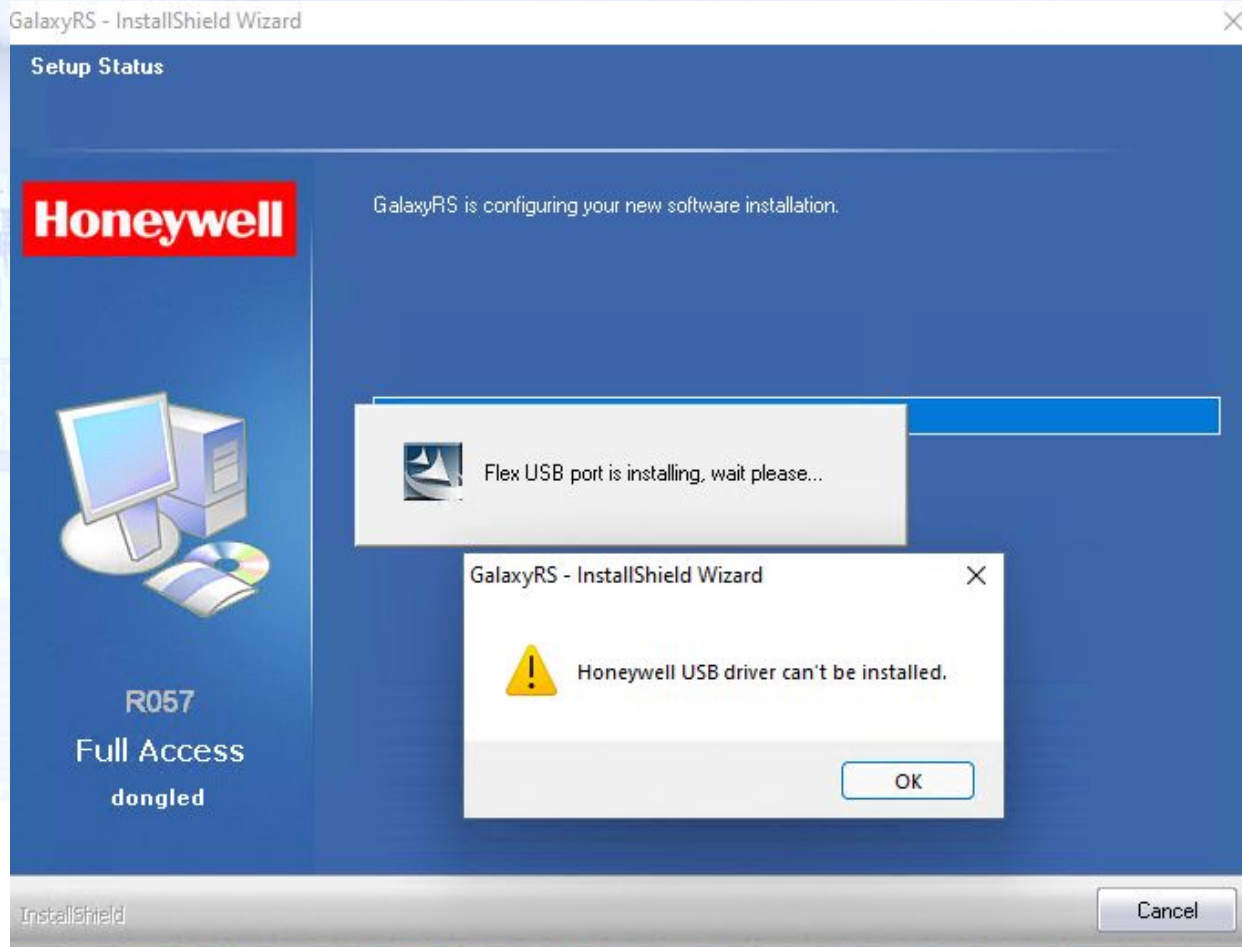 GalaxyRS - InstallShield Wizard
Setup Status
Honeywell
GalaxyRS is configuring your new software installation.
Flex USB port is installing, wait please...
GalaxyRS - InstallShield Wizard
Honeywell USB driver can't be installed.
OK
R057
Full Access
dongled
InstallShield
Cancel